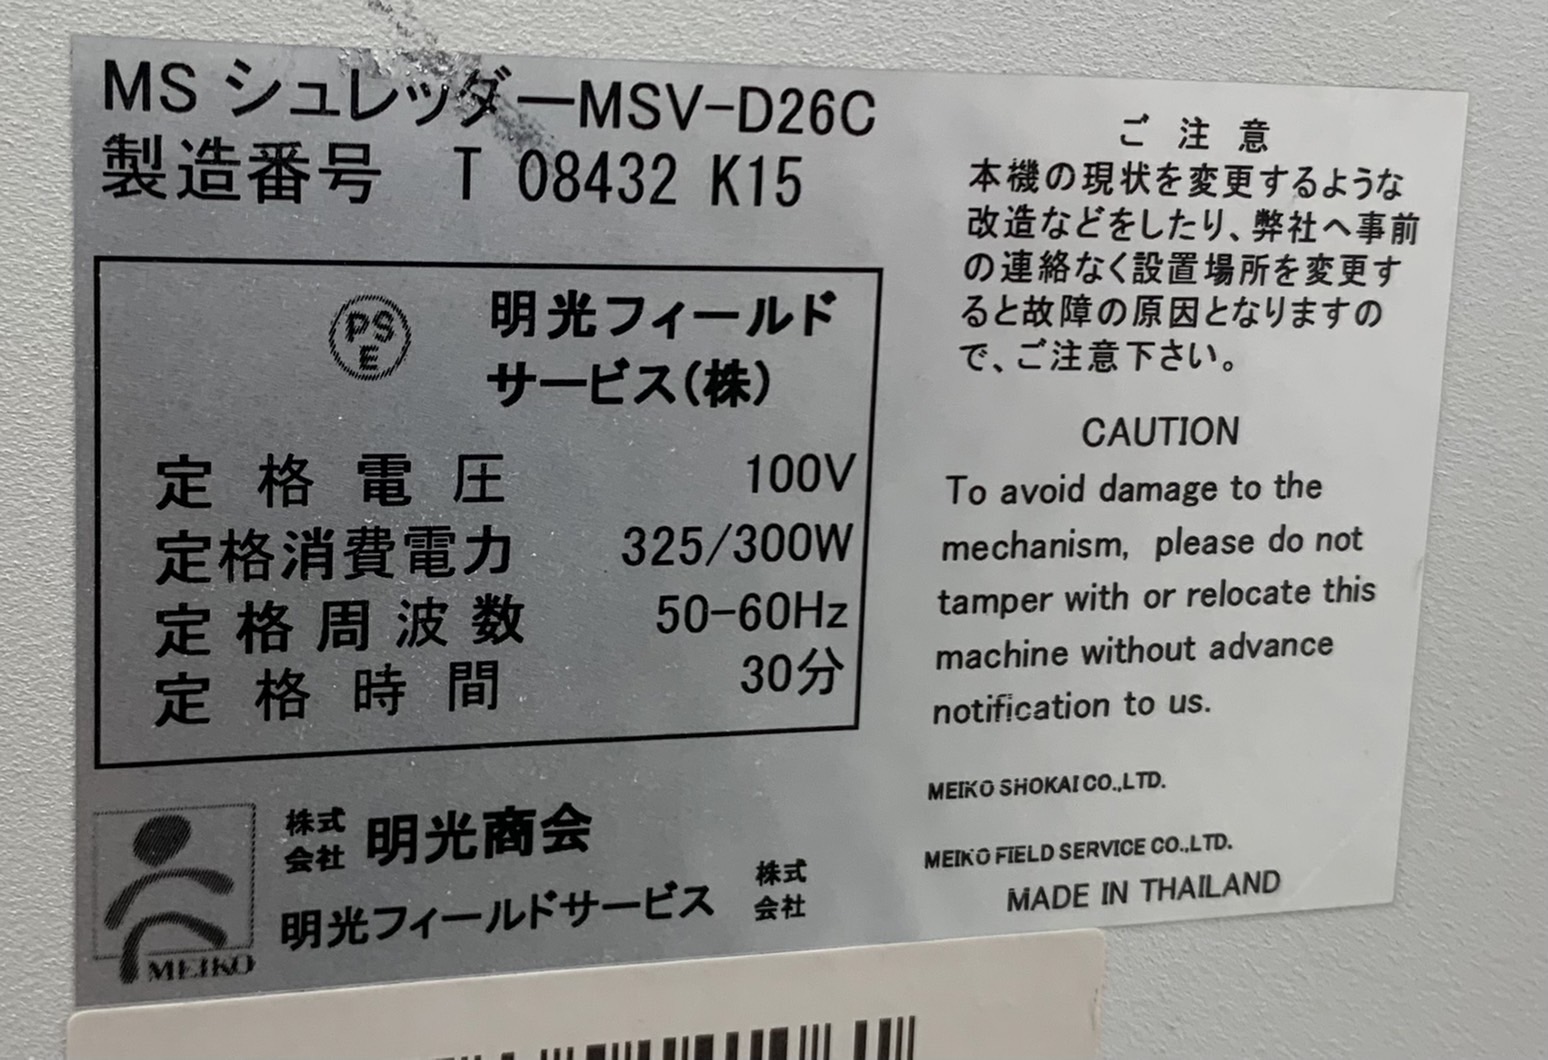 MS シュレッダーMSV-D26C
製造番号 T 08432 K15
PS
E
明光フィールド
サービス(株)
定格電圧 100V
定格消費電力 325/300W
定格周波数 50-60Hz
定格時間 30分
MEIKO
株式
会社 明光商会
明光フィールドサービス 株式
会社
ご注意
本機の現状を変更するような
改造などをしたり、弊社へ事前
の連絡なく設置場所を変更す
ると故障の原因となりますの
で、ご注意下さい。
CAUTION
To avoid damage to the
mechanism, please do not
tamper with or relocate this
machine without advance
notification to us.
MEIKO SHOKAI CO.,LTD.
MEIKO FIELD SERVICE CO.,LTD.
MADE IN THAILAND